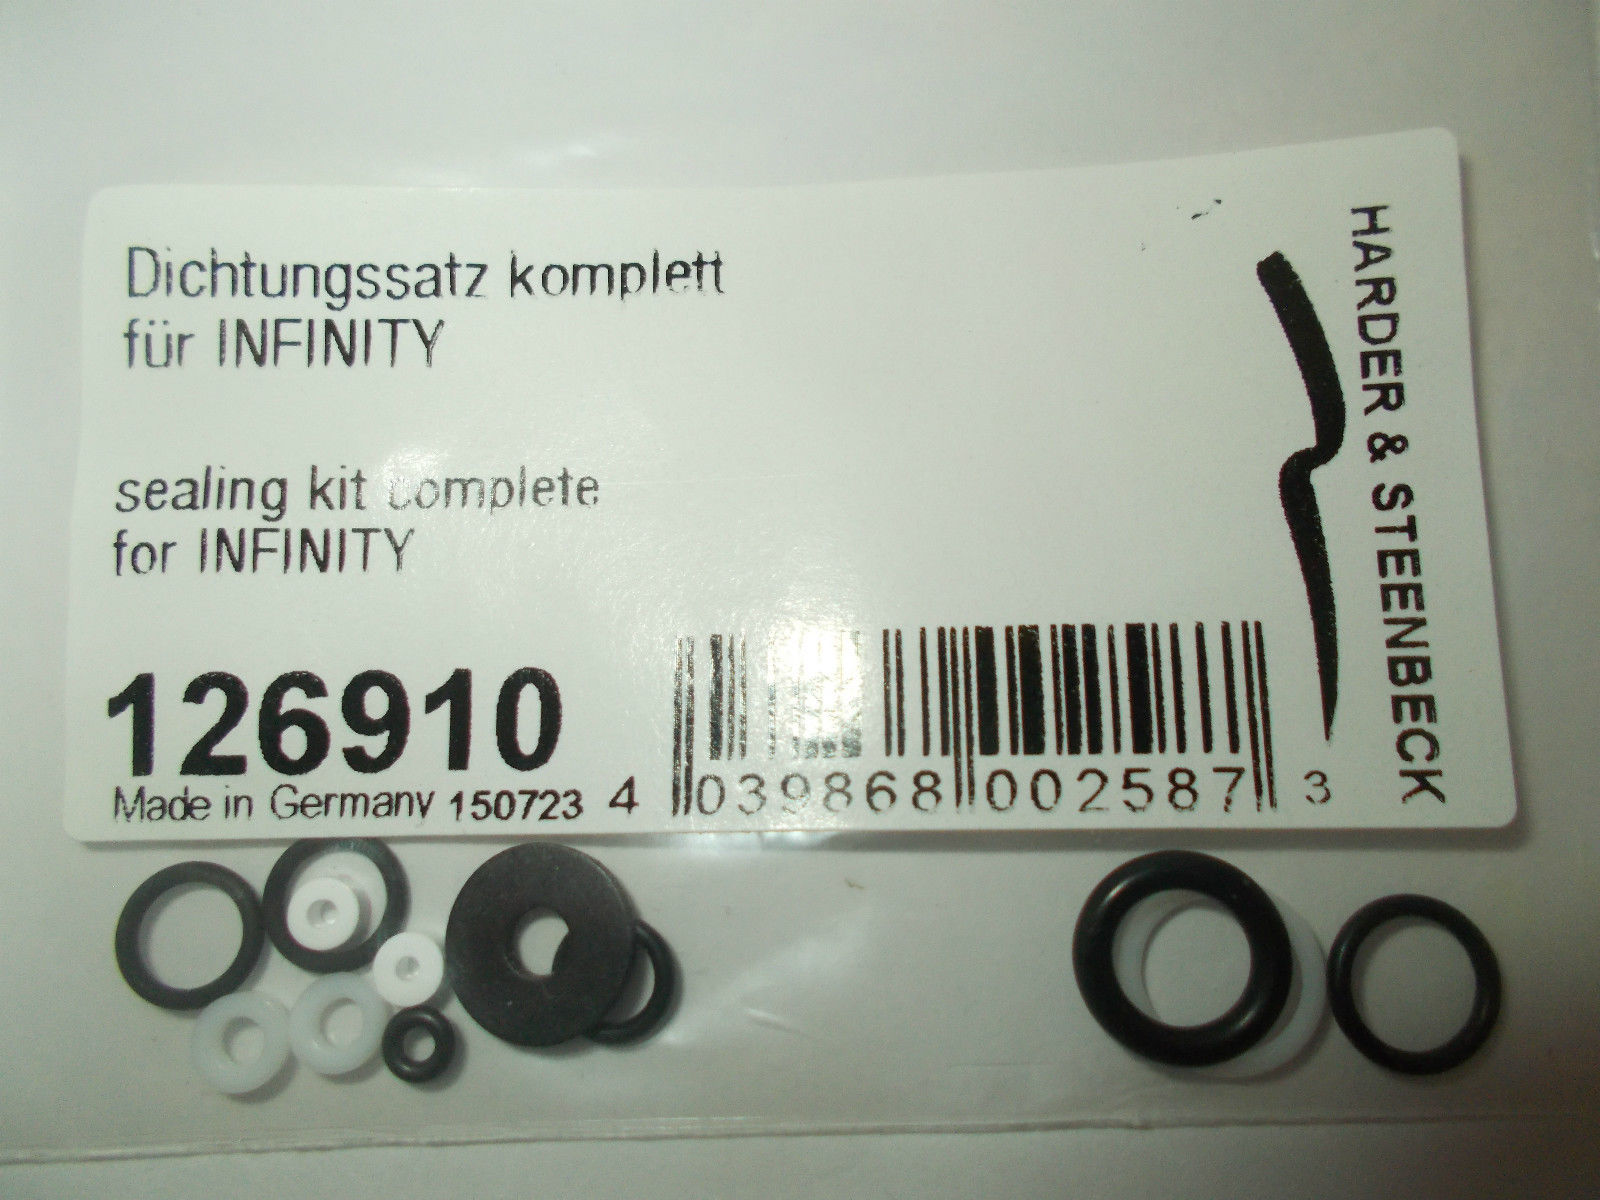 Dichtungssatz komplett
für INFINITY
sealing kit complete
for INFINITY
126910
Made in Germany 150723
4 039868 002587 3
HARDER & STEENBECK